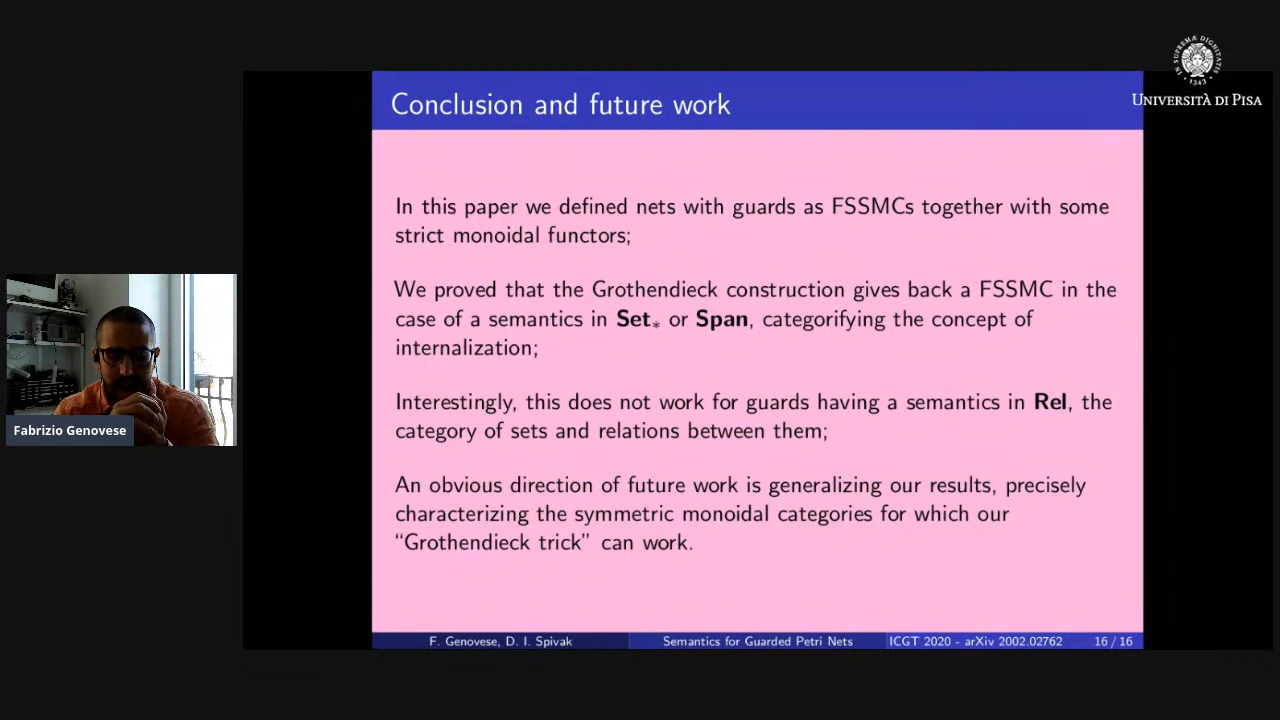 Conclusion and future work
IN SUPREMÆ DIGNITATIS
1343
UNIVERSITÀ DI PISA
In this paper we defined nets with guards as FSSMCs together with some
strict monoidal functors;
We proved that the Grothendieck construction gives back a FSSMC in the
case of a semantics in Set* or Span, categorifying the concept of
internalization;
Interestingly, this does not work for guards having a semantics in Rel, the
category of sets and relations between them;
An obvious direction of future work is generalizing our results, precisely
characterizing the symmetric monoidal categories for which our
“Grothendieck trick” can work.
Fabrizio Genovese
F. Genovese, D. I. Spivak
Semantics for Guarded Petri Nets
ICGT 2020 - arXiv 2002.02762
16 / 16